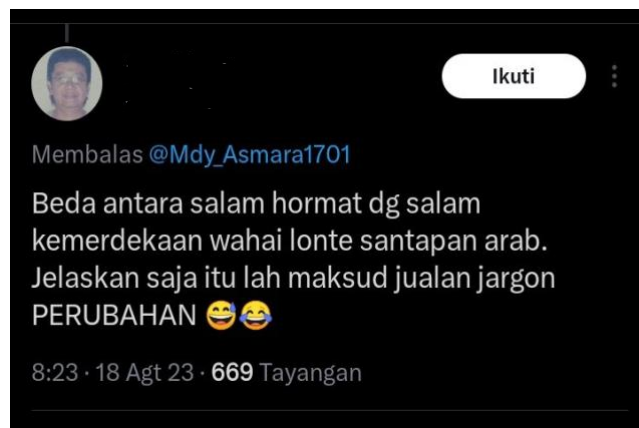 Ikuti
Membalas @Mdy_Asmara1701
Beda antara salam hormat dg salam
kemerdekaan wahai lonte santapan arab.
Jelaskan saja itu lah maksud jualan jargon
PERUBAHAN 😅😂
8:23 · 18 Agt 23 · 669 Tayangan